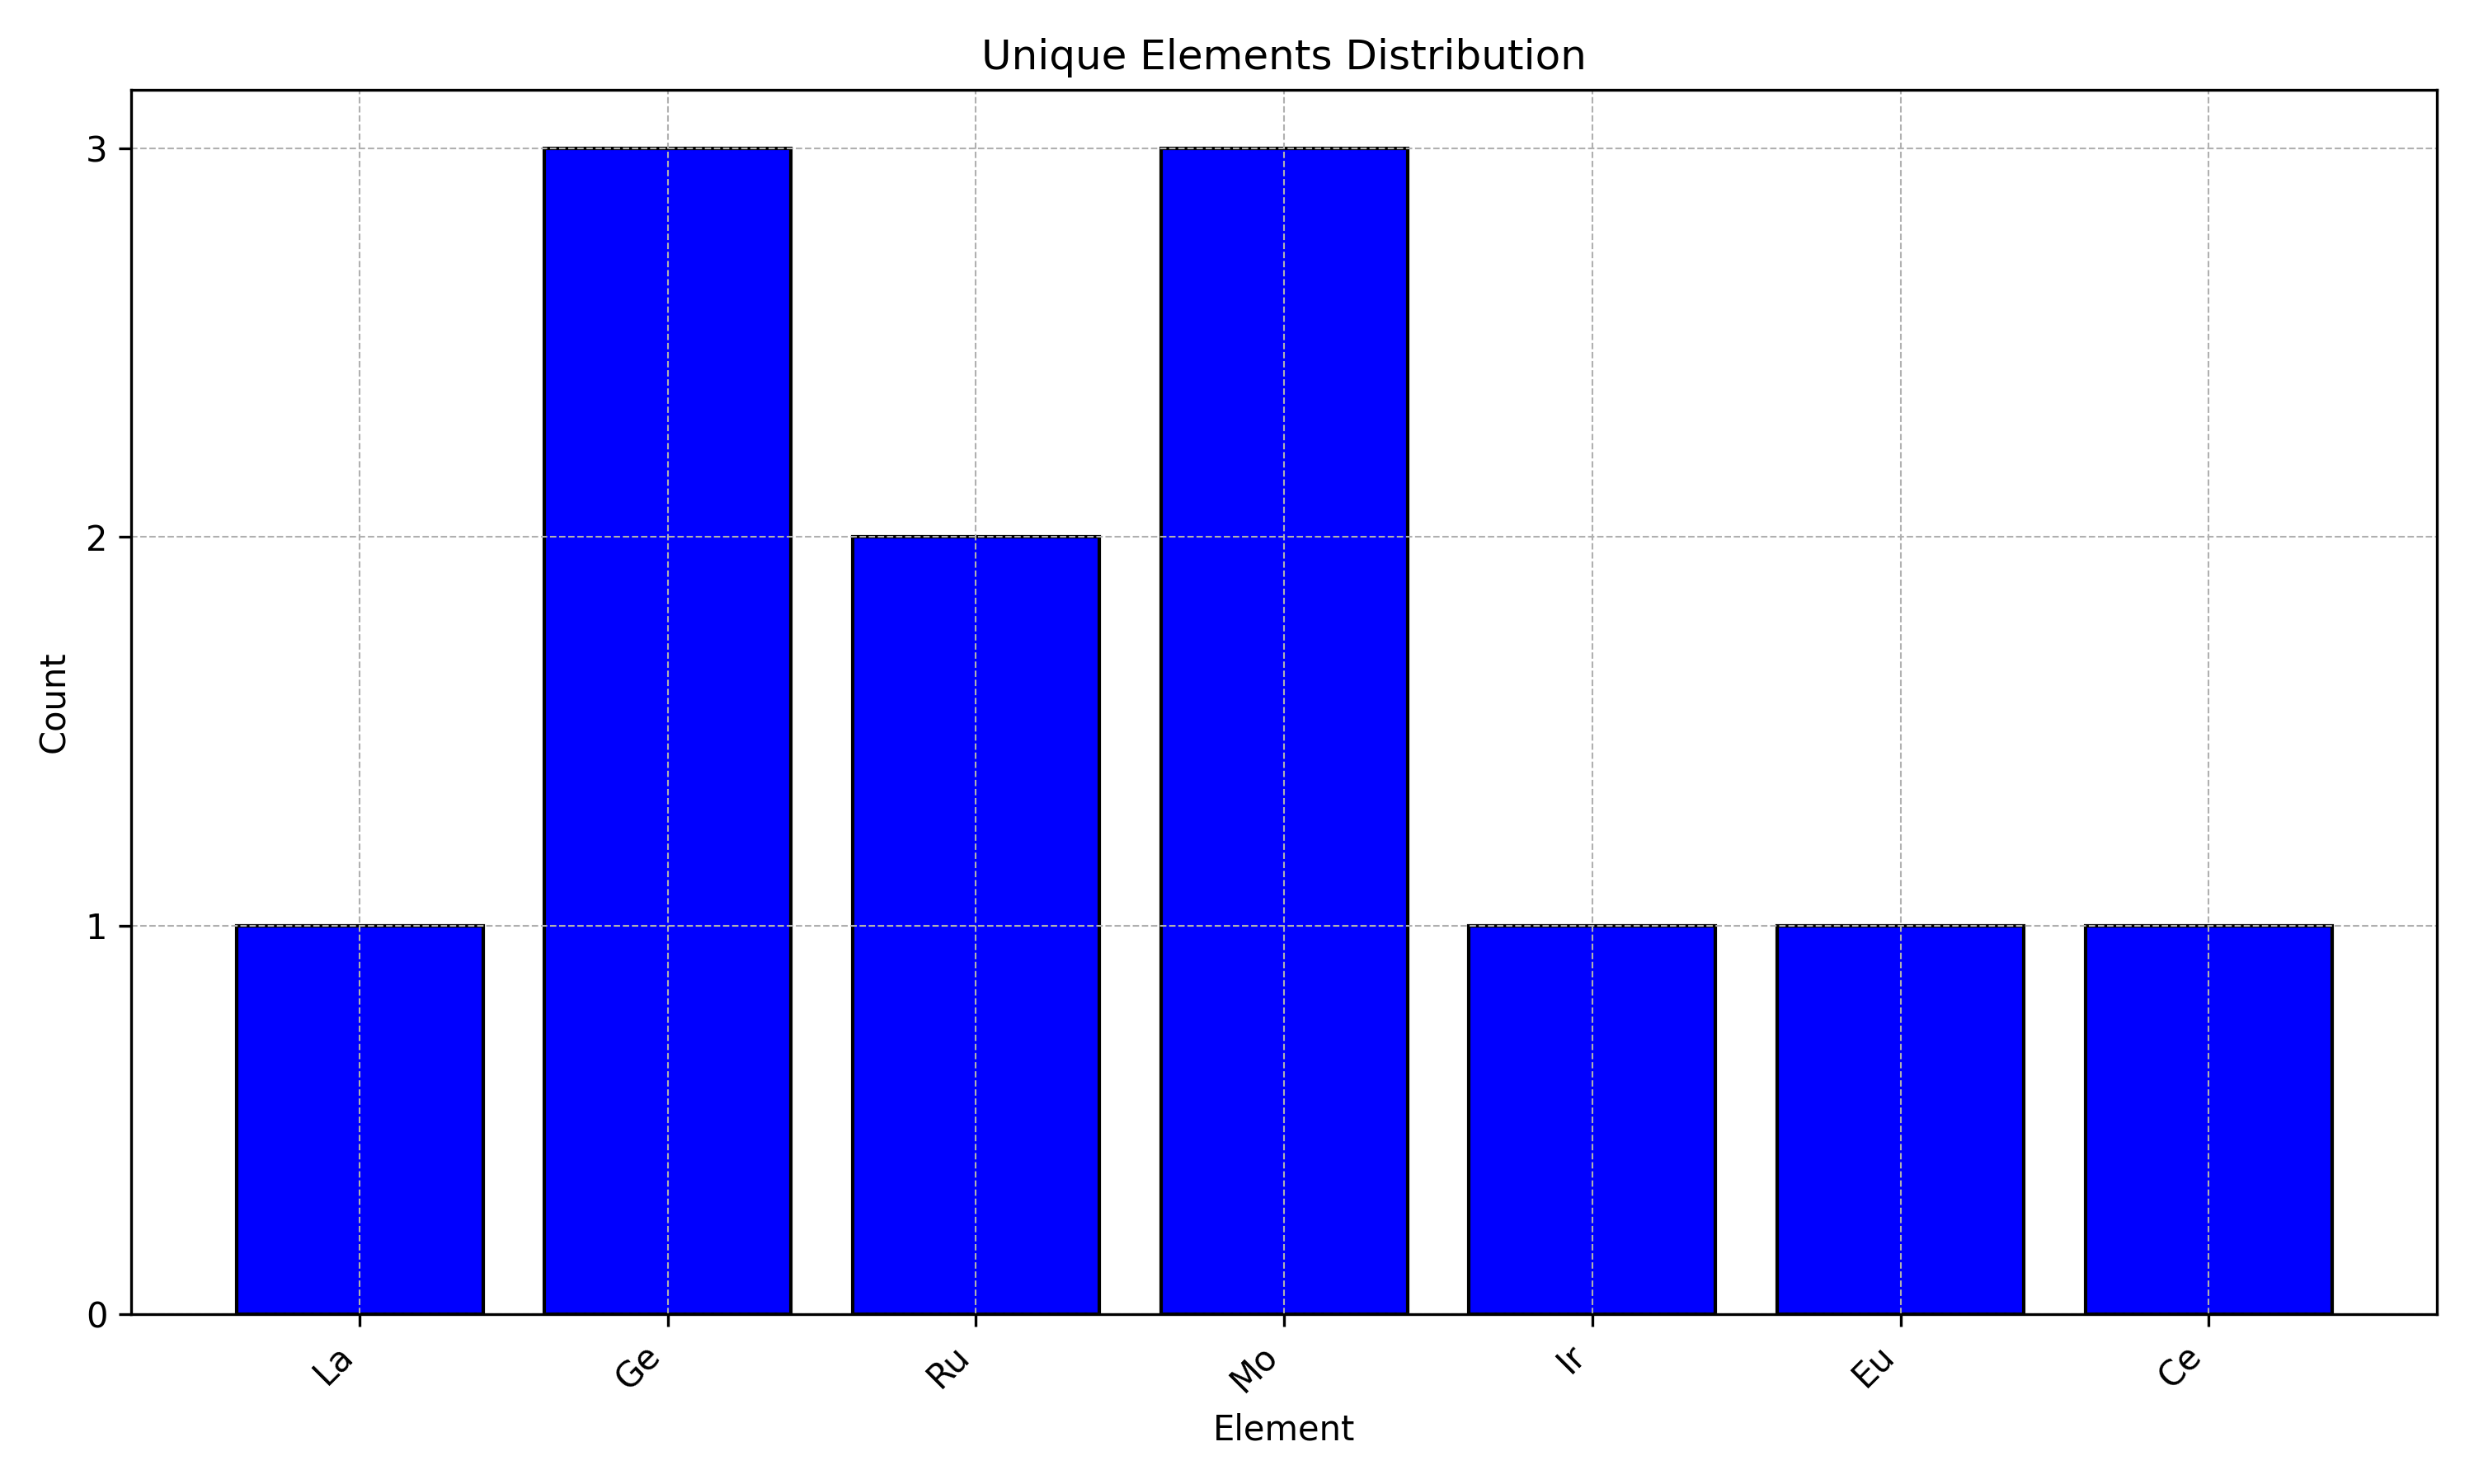 Unique Elements Distribution
3
2
1
0
Count
La
Ge
Ru
Mo
Ir
Eu
Ce
Element